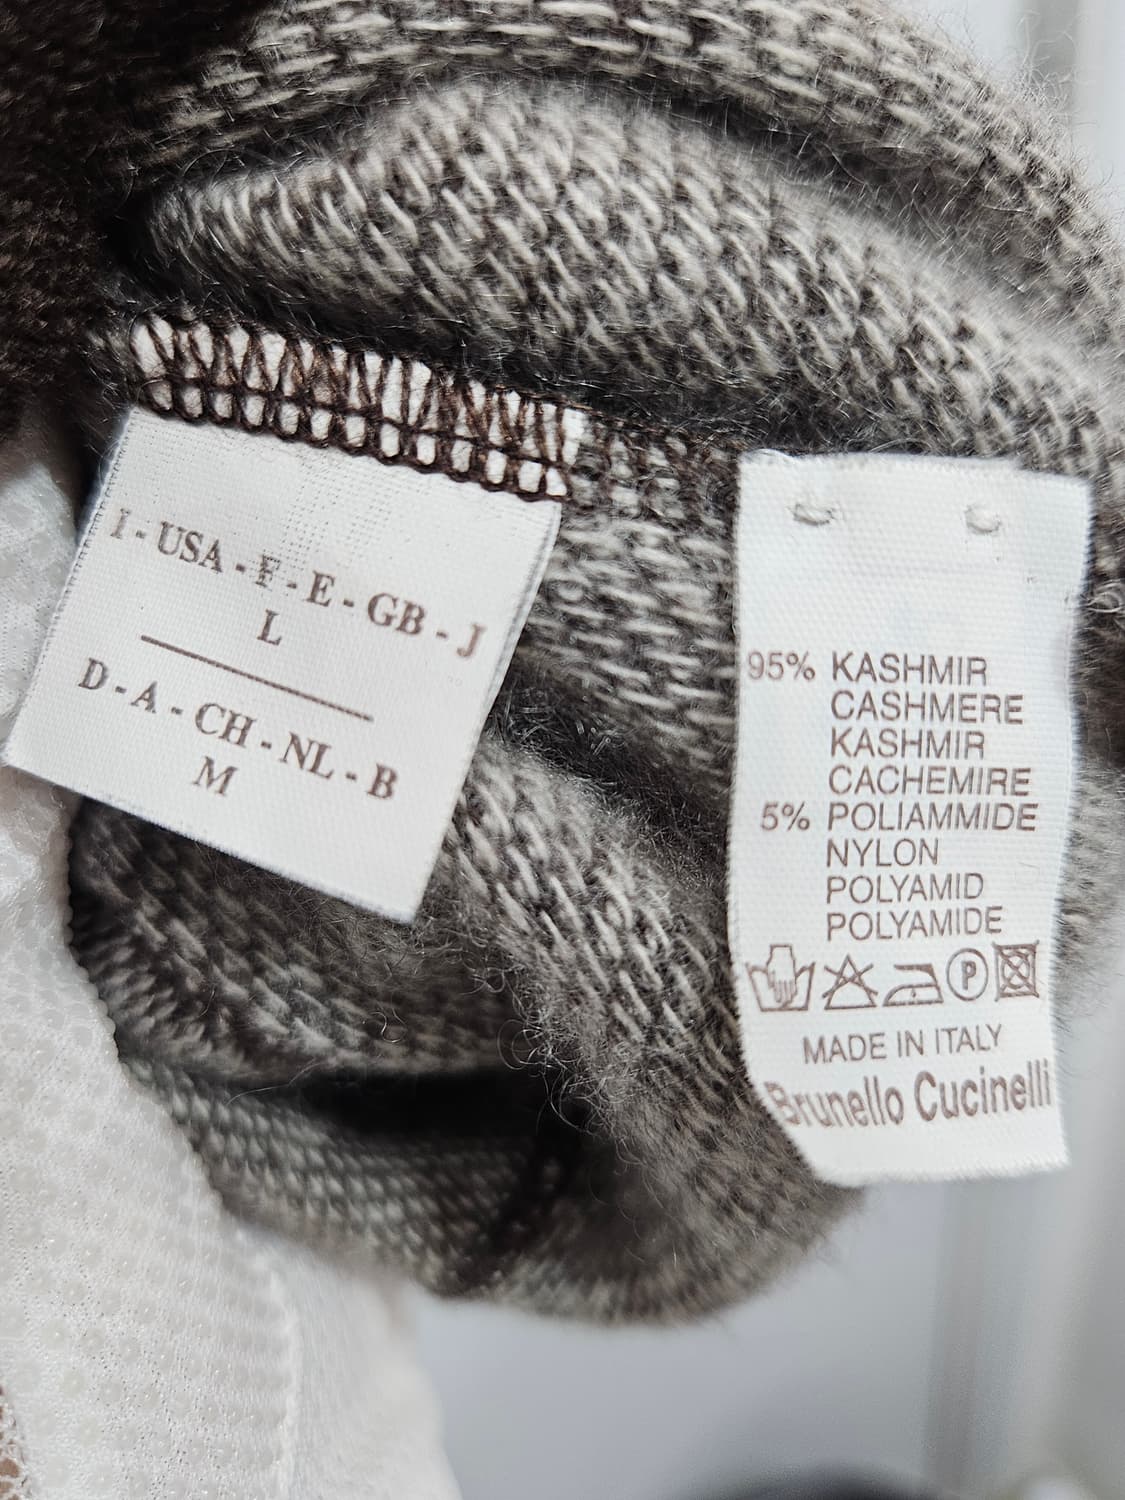 I - USA - F - E - GB - J
L
D - A - CH - NL - B
M
95% KASHMIR
CASHMERE
KASHMIR
CACHEMIRE
5% POLIAMMIDE
NYLON
POLYAMID
POLYAMIDE
P
MADE IN ITALY
Brunello Cucinelli